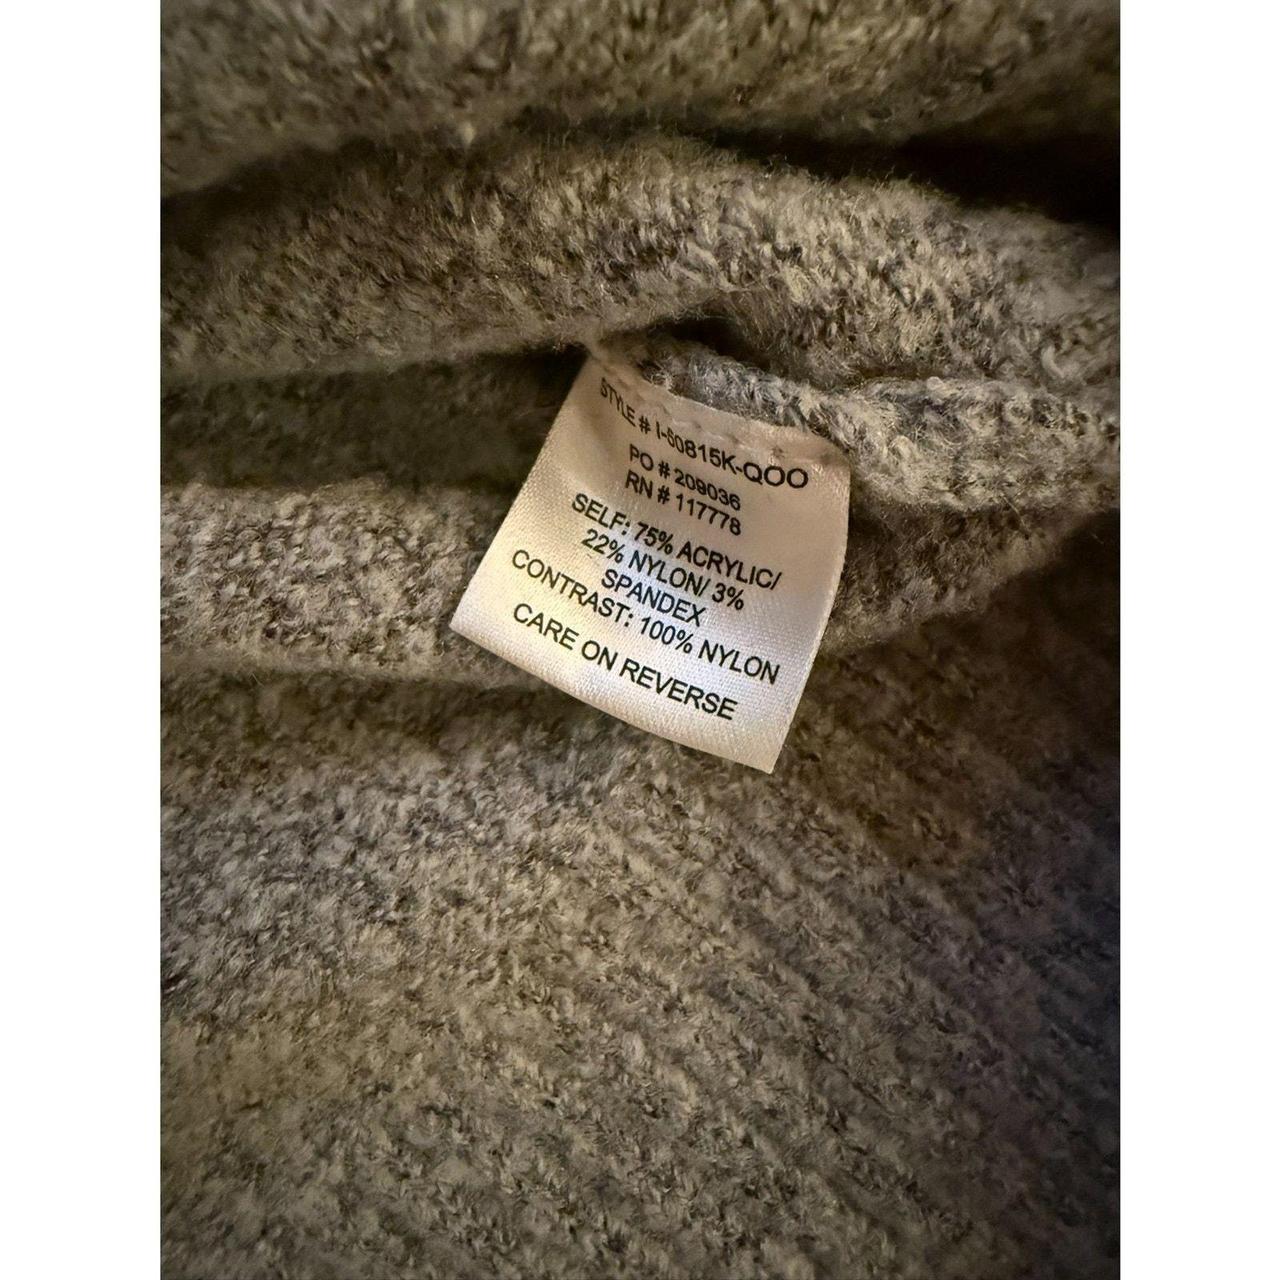 STYLE # I-60815K-QOO
PO # 209036
RN # 117778
SELF: 75% ACRYLIC/
22% NYLON/ 3%
SPANDEX
CONTRAST: 100% NYLON
CARE ON REVERSE